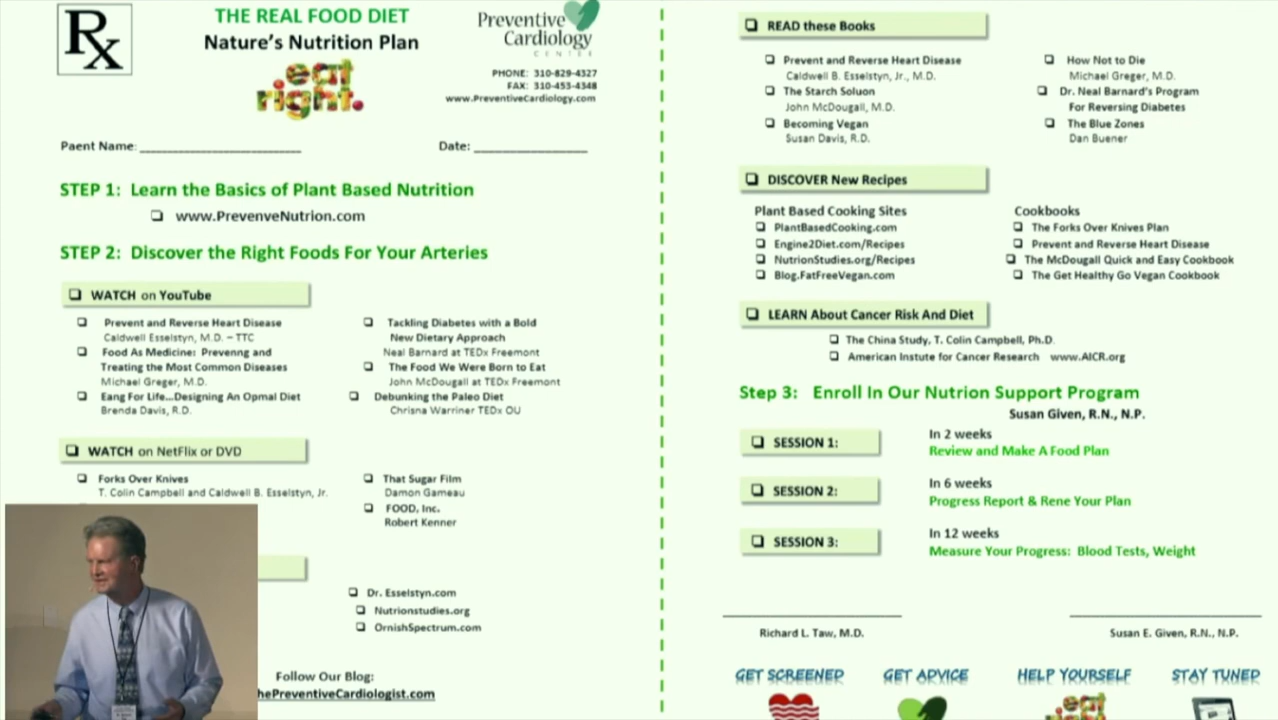 Rx
THE REAL FOOD DIET
Nature's Nutrition Plan
eat
right.
Preventive
Cardiology
CENTER
PHONE: 310-829-4327
FAX: 310-453-4348
www.PreventiveCardiology.com
Paent Name: ______________________
Date: ________________
STEP 1: Learn the Basics of Plant Based Nutrition
www.PrevenveNutrion.com
STEP 2: Discover the Right Foods For Your Arteries
WATCH on YouTube
Prevent and Reverse Heart Disease
Caldwell Esselstyn, M.D. – TTC
Food As Medicine: Prevenng and
Treating the Most Common Diseases
Michael Greger, M.D.
Eang For Life...Designing An Opmal Diet
Brenda Davis, R.D.
Tackling Diabetes with a Bold
New Dietary Approach
Neal Barnard at TEDx Freemont
The Food We Were Born to Eat
John McDougall at TEDx Freemont
Debunking the Paleo Diet
Chrisna Warriner TEDx OU
WATCH on NetFlix or DVD
Forks Over Knives
T. Colin Campbell and Caldwell B. Esselstyn, Jr.
That Sugar Film
Damon Gameau
FOOD, Inc.
Robert Kenner
Dr. Esselstyn.com
Nutrionstudies.org
OrnishSpectrum.com
Follow Our Blog:
hePreventiveCardiologist.com
READ these Books
Prevent and Reverse Heart Disease
Caldwell B. Esselstyn, Jr., M.D.
The Starch Soluon
John McDougall, M.D.
Becoming Vegan
Susan Davis, R.D.
How Not to Die
Michael Greger, M.D.
Dr. Neal Barnard's Program
For Reversing Diabetes
The Blue Zones
Dan Buener
DISCOVER New Recipes
Plant Based Cooking Sites
PlantBasedCooking.com
Engine2Diet.com/Recipes
NutrionStudies.org/Recipes
Blog.FatFreeVegan.com
Cookbooks
The Forks Over Knives Plan
Prevent and Reverse Heart Disease
The McDougall Quick and Easy Cookbook
The Get Healthy Go Vegan Cookbook
LEARN About Cancer Risk And Diet
The China Study, T. Colin Campbell, Ph.D.
American Instute for Cancer Research www.AICR.org
Step 3: Enroll In Our Nutrion Support Program
Susan Given, R.N., N.P.
SESSION 1:
In 2 weeks
Review and Make A Food Plan
SESSION 2:
In 6 weeks
Progress Report & Rene Your Plan
SESSION 3:
In 12 weeks
Measure Your Progress: Blood Tests, Weight
Richard L. Taw, M.D.
Susan E. Given, R.N., N.P.
GET SCREENED
GET ADVICE
HELP YOURSELF
STAY TUNED
eat